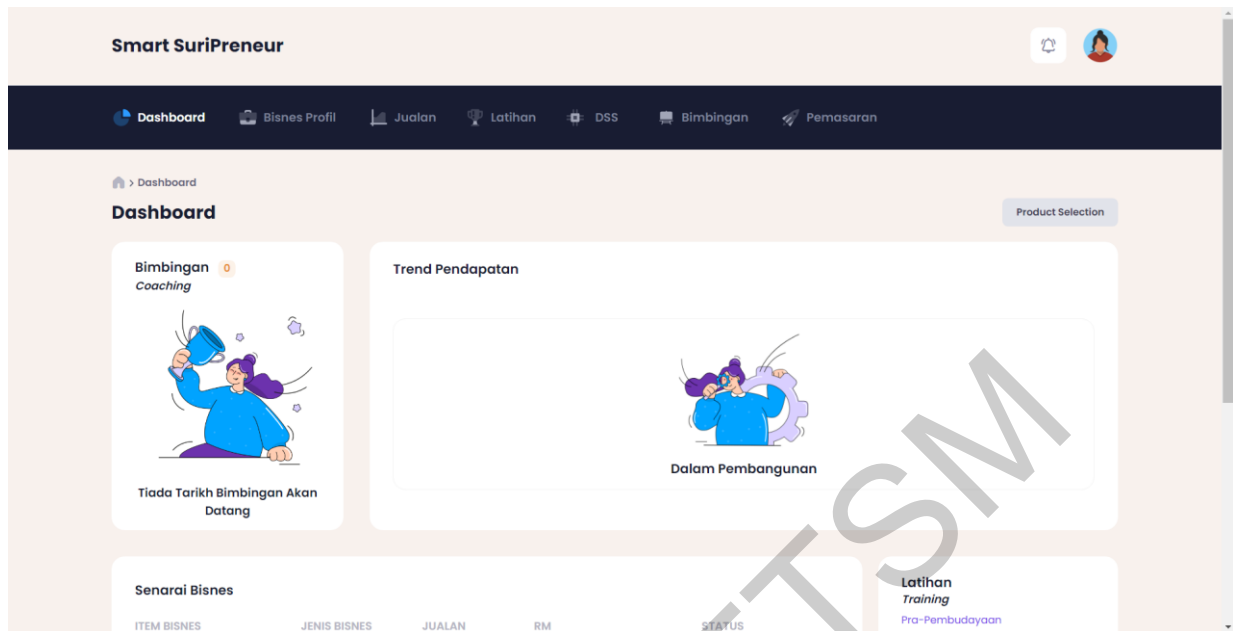 Smart SuriPreneur
Dashboard Bisnes Profil Jualan Latihan DSS Bimbingan Pemasaran
> Dashboard
Dashboard
Product Selection
Bimbingan 0
Coaching
Tiada Tarikh Bimbingan Akan
Datang
Trend Pendapatan
Dalam Pembangunan
Senarai Bisnes
ITEM BISNES JENIS BISNES JUALAN RM STATUS
Latihan
Training
Pra-Pembudayaan
TSM